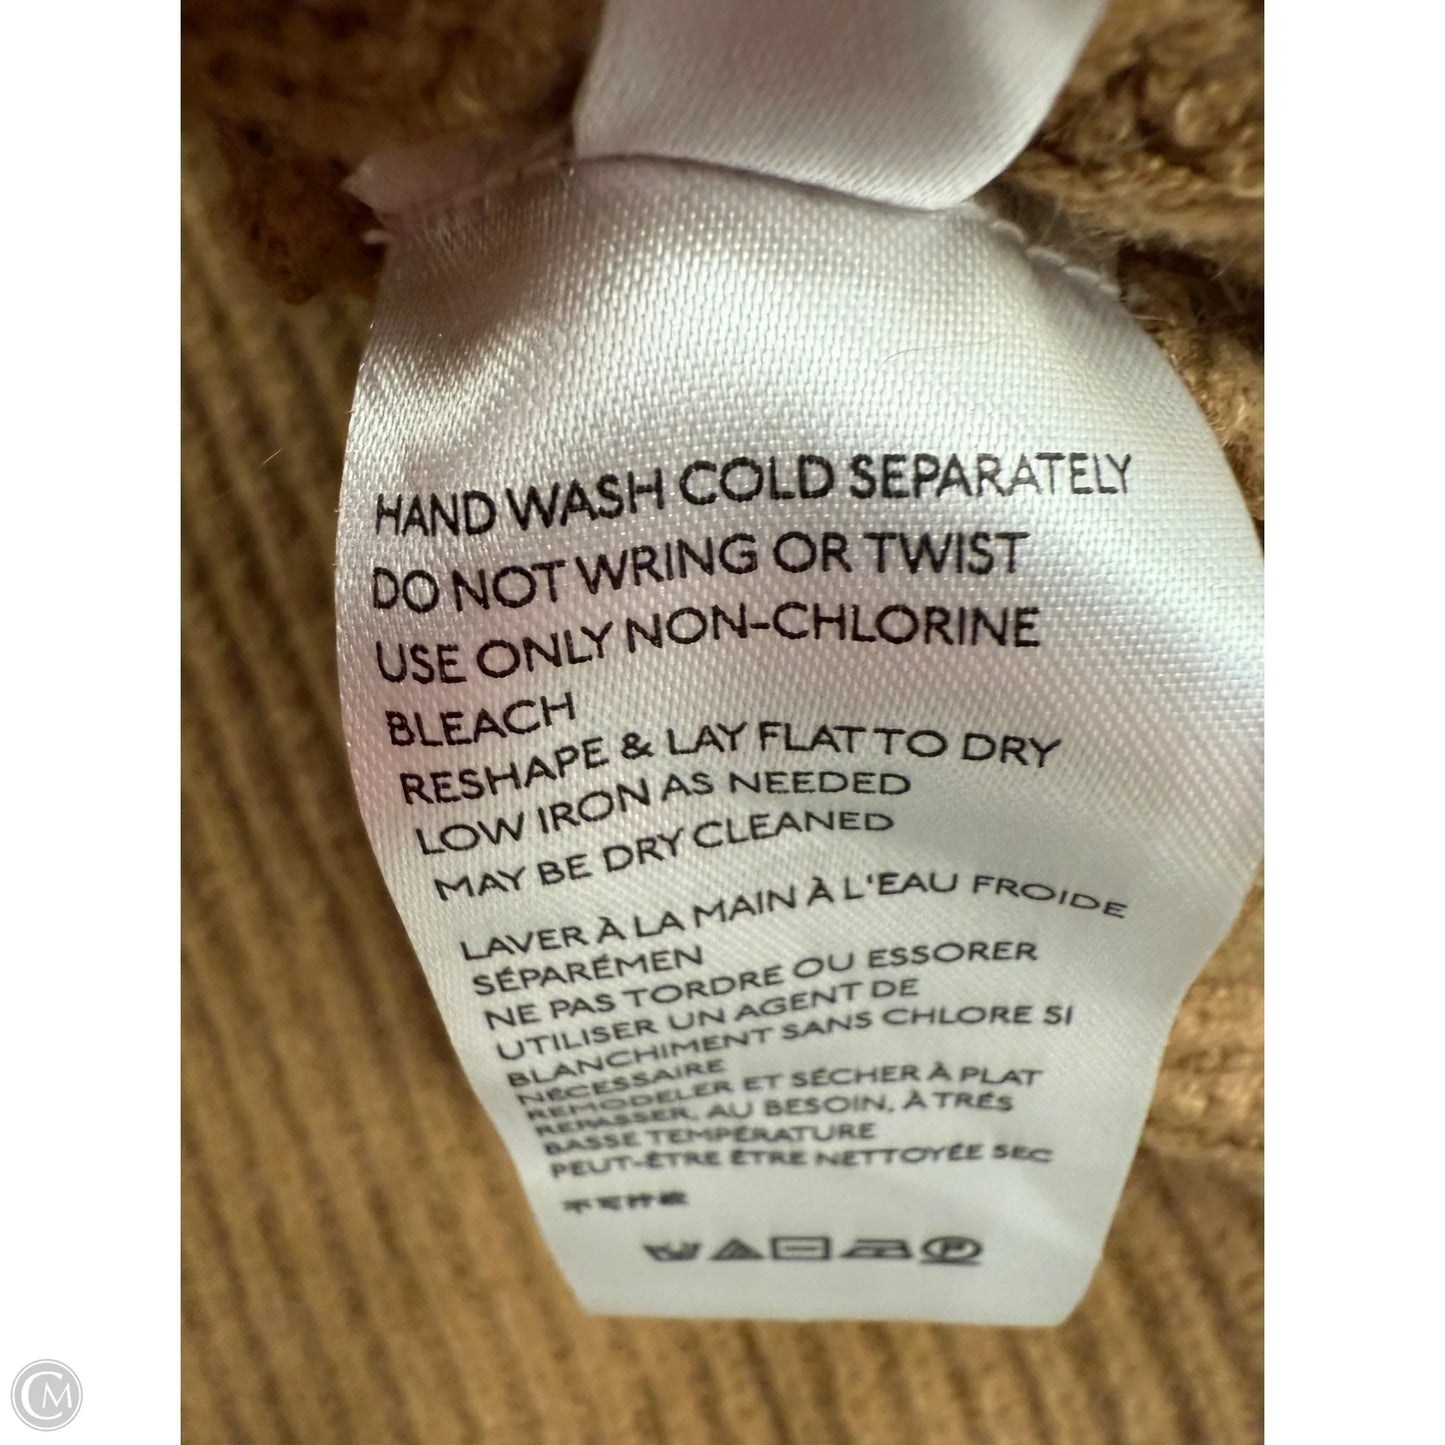 HAND WASH COLD SEPARATELY
DO NOT WRING OR TWIST
USE ONLY NON-CHLORINE
BLEACH
RESHAPE & LAY FLAT TO DRY
LOW IRON AS NEEDED
MAY BE DRY CLEANED
LAVER À LA MAIN À L'EAU FROIDE
SÉPARÉMEN
NE PAS TORDRE OU ESSORER
UTILISER UN AGENT DE
BLANCHIMENT SANS CHLORE SI
NÉCESSAIRE
REMODELER ET SÉCHER À PLAT
REPASSER, AU BESOIN, À TRÉS
BASSE TEMPÉRATURE
PEUT-ÊTRE ÊTRE NETTOYÉE SEC
P
CM